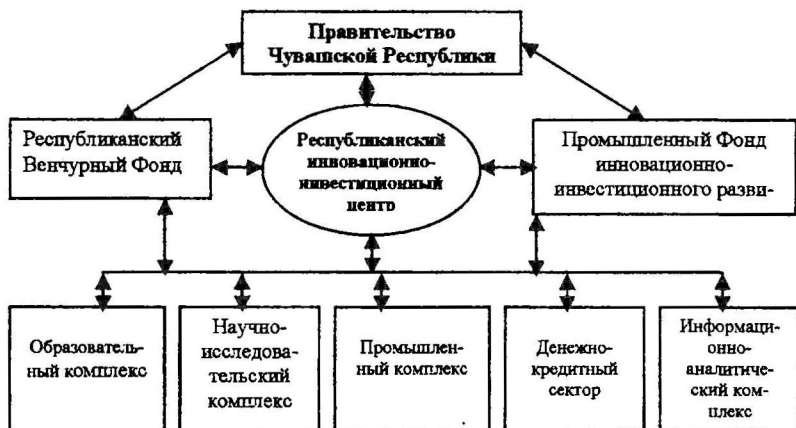 Правительство
Чувашской Республики
Республиканский
Венчурный Фонд
Республиканский
инновационно-
инвестиционный
центр
Промышленный Фонд
инновационно-
инвестиционного разви-
Образователь-
ный комплекс
Научно-
исследова-
тельский
комплекс
Промышлен-
ный комплекс
Денежно-
кредитный
сектор
Информаци-
онно-
аналитиче-
ский ком-
плекс